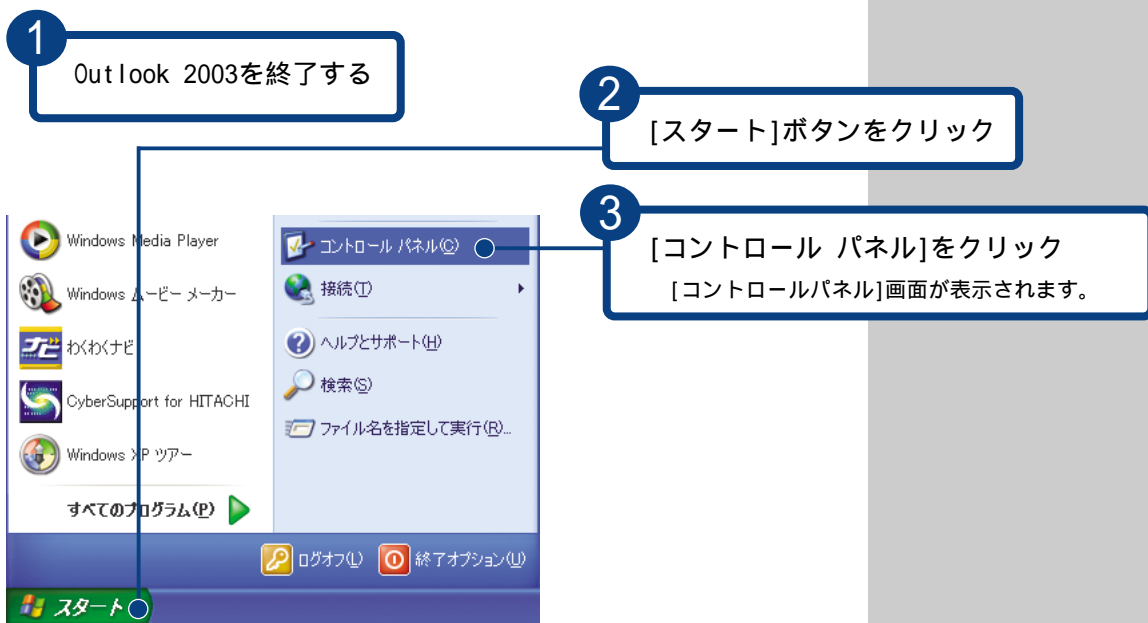 1
Outlook 2003を終了する
2
[スタート]ボタンをクリック
3
[コントロール パネル]をクリック
[コントロールパネル]画面が表示されます。
Windows Media Player
Windows ムービー メーカー
わくわくナビ
CyberSupport for HITACHI
Windows XP ツアー
すべてのプログラム(P)
コントロール パネル(C)
接続(T)
ヘルプとサポート(H)
検索(S)
ファイル名を指定して実行(R)...
ログオフ(L)
終了オプション(U)
スタート
ナビ